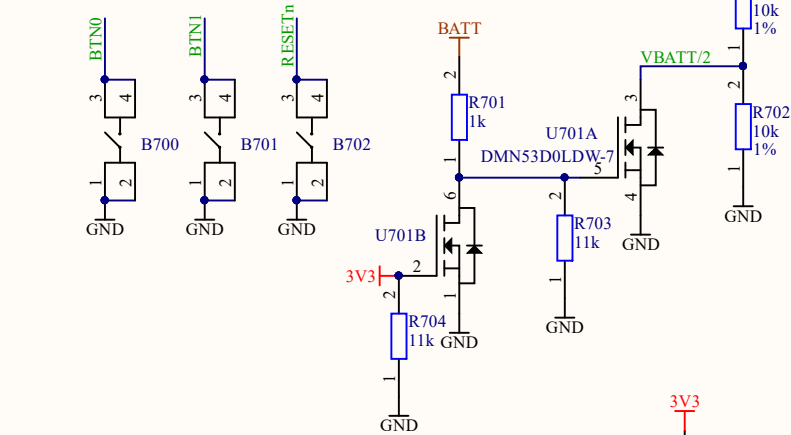 BTN0
BTN1
RESETn
3
4
3
4
3
4
B700
B701
B702
1
2
1
2
1
2
GND
GND
GND
BATT
2
R701
1k
1
10k
1%
1
VBATT/2
2
R702
10k
1%
1
GND
3
U701A
DMN53D0LDW-7
5
4
GND
6
U701B
2
1
GND
2
R703
11k
1
GND
3V3
2
R704
11k
1
GND
3V3